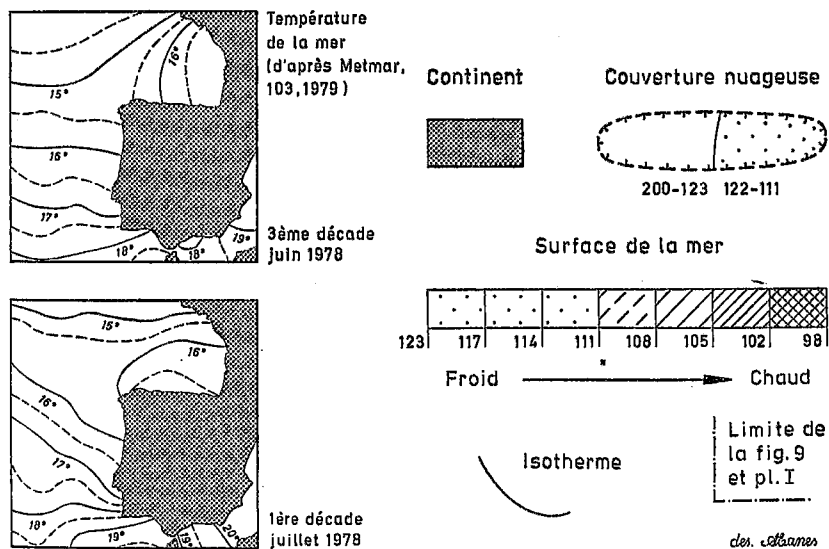 Température
de la mer
(d'après Metmar,
103,1979)
15°
16°
16°
17°
18°
18°
19°
3ème décade
juin 1978
15°
16°
16°
17°
18°
19°
19°
20°
1ère décade
juillet 1978
Continent
Couverture nuageuse
200-123 122-111
Surface de la mer
123 117 114 111 108 105 102 98
Froid Chaud
Isotherme
Limite de
la fig. 9
et pl. I
des.